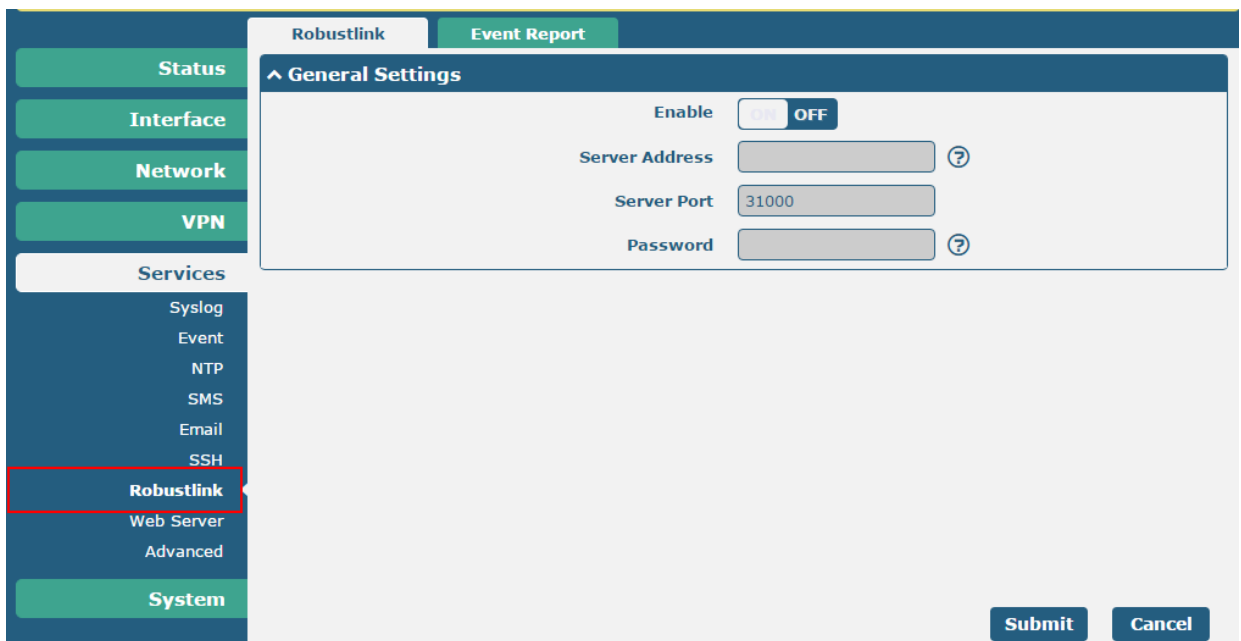 Robustlink
Event Report
Status
Interface
Network
VPN
Services
Syslog
Event
NTP
SMS
Email
SSH
Robustlink
Web Server
Advanced
System
General Settings
Enable ON OFF
Server Address ?
Server Port 31000
Password ?
Submit Cancel